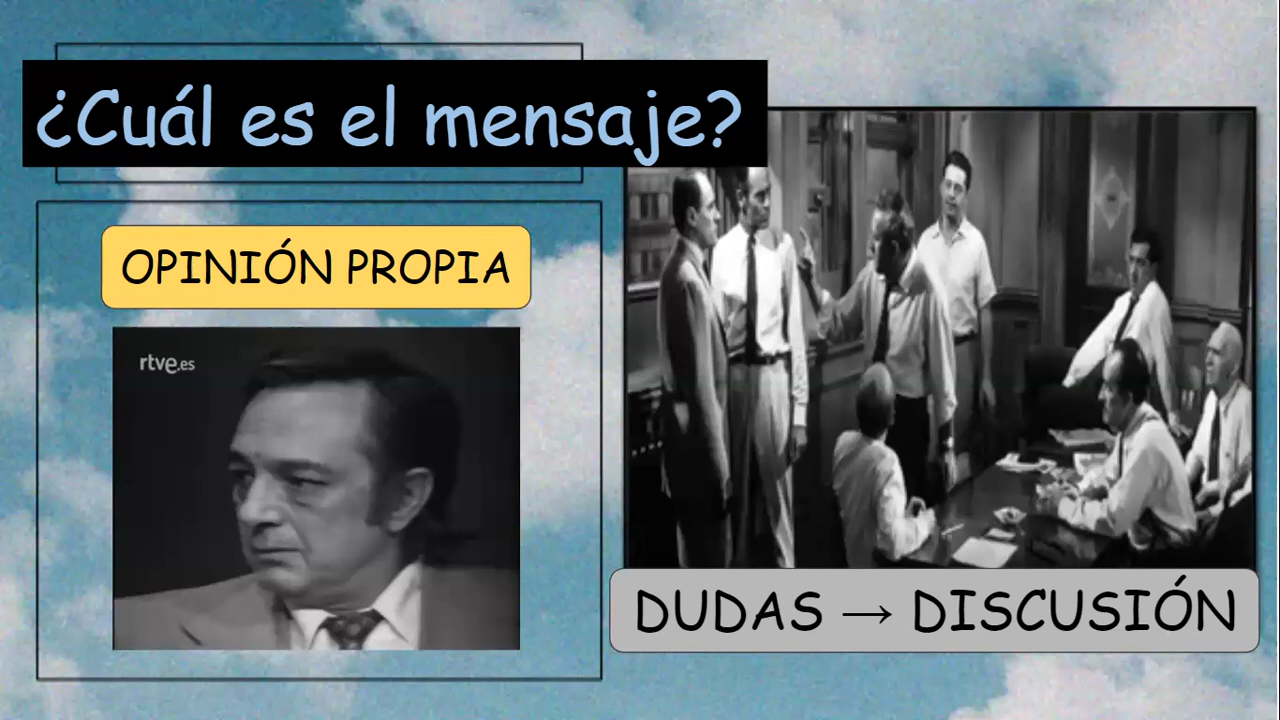 ¿Cuál es el mensaje?
OPINIÓN PROPIA
rtve.es
DUDAS → DISCUSIÓN